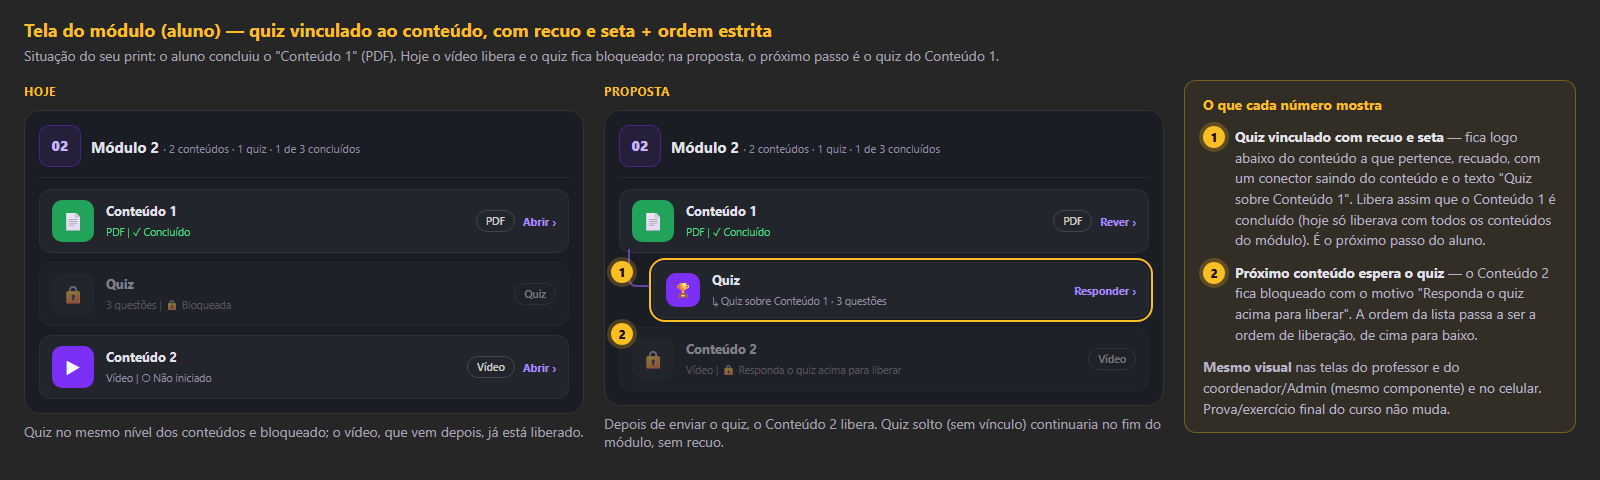 Tela do módulo (aluno) — quiz vinculado ao conteúdo, com recuo e seta + ordem estrita
Situação do seu print: o aluno concluiu o "Conteúdo 1" (PDF). Hoje o vídeo libera e o quiz fica bloqueado; na proposta, o próximo passo é o quiz do Conteúdo 1.
HOJE
02
Módulo 2 · 2 conteúdos · 1 quiz · 1 de 3 concluídos
Conteúdo 1
PDF | ✓ Concluído
PDF
Abrir ›
Quiz
3 questões | 🔒 Bloqueada
Quiz
Conteúdo 2
Vídeo | ○ Não iniciado
Vídeo
Abrir ›
Quiz no mesmo nível dos conteúdos e bloqueado; o vídeo, que vem depois, já está liberado.
PROPOSTA
02
Módulo 2 · 2 conteúdos · 1 quiz · 1 de 3 concluídos
Conteúdo 1
PDF | ✓ Concluído
PDF
Rever ›
1
Quiz
↳ Quiz sobre Conteúdo 1 · 3 questões
Responder ›
2
Conteúdo 2
Vídeo | 🔒 Responda o quiz acima para liberar
Vídeo
Depois de enviar o quiz, o Conteúdo 2 libera. Quiz solto (sem vínculo) continuaria no fim do
módulo, sem recuo.
O que cada número mostra
1
Quiz vinculado com recuo e seta — fica logo
abaixo do conteúdo a que pertence, recuado, com
um conector saindo do conteúdo e o texto "Quiz
sobre Conteúdo 1". Libera assim que o Conteúdo 1 é
concluído (hoje só liberava com todos os conteúdos
do módulo). É o próximo passo do aluno.
2
Próximo conteúdo espera o quiz — o Conteúdo 2
fica bloqueado com o motivo "Responda o quiz
acima para liberar". A ordem da lista passa a ser a
ordem de liberação, de cima para baixo.
Mesmo visual nas telas do professor e do
coordenador/Admin (mesmo componente) e no celular.
Prova/exercício final do curso não muda.